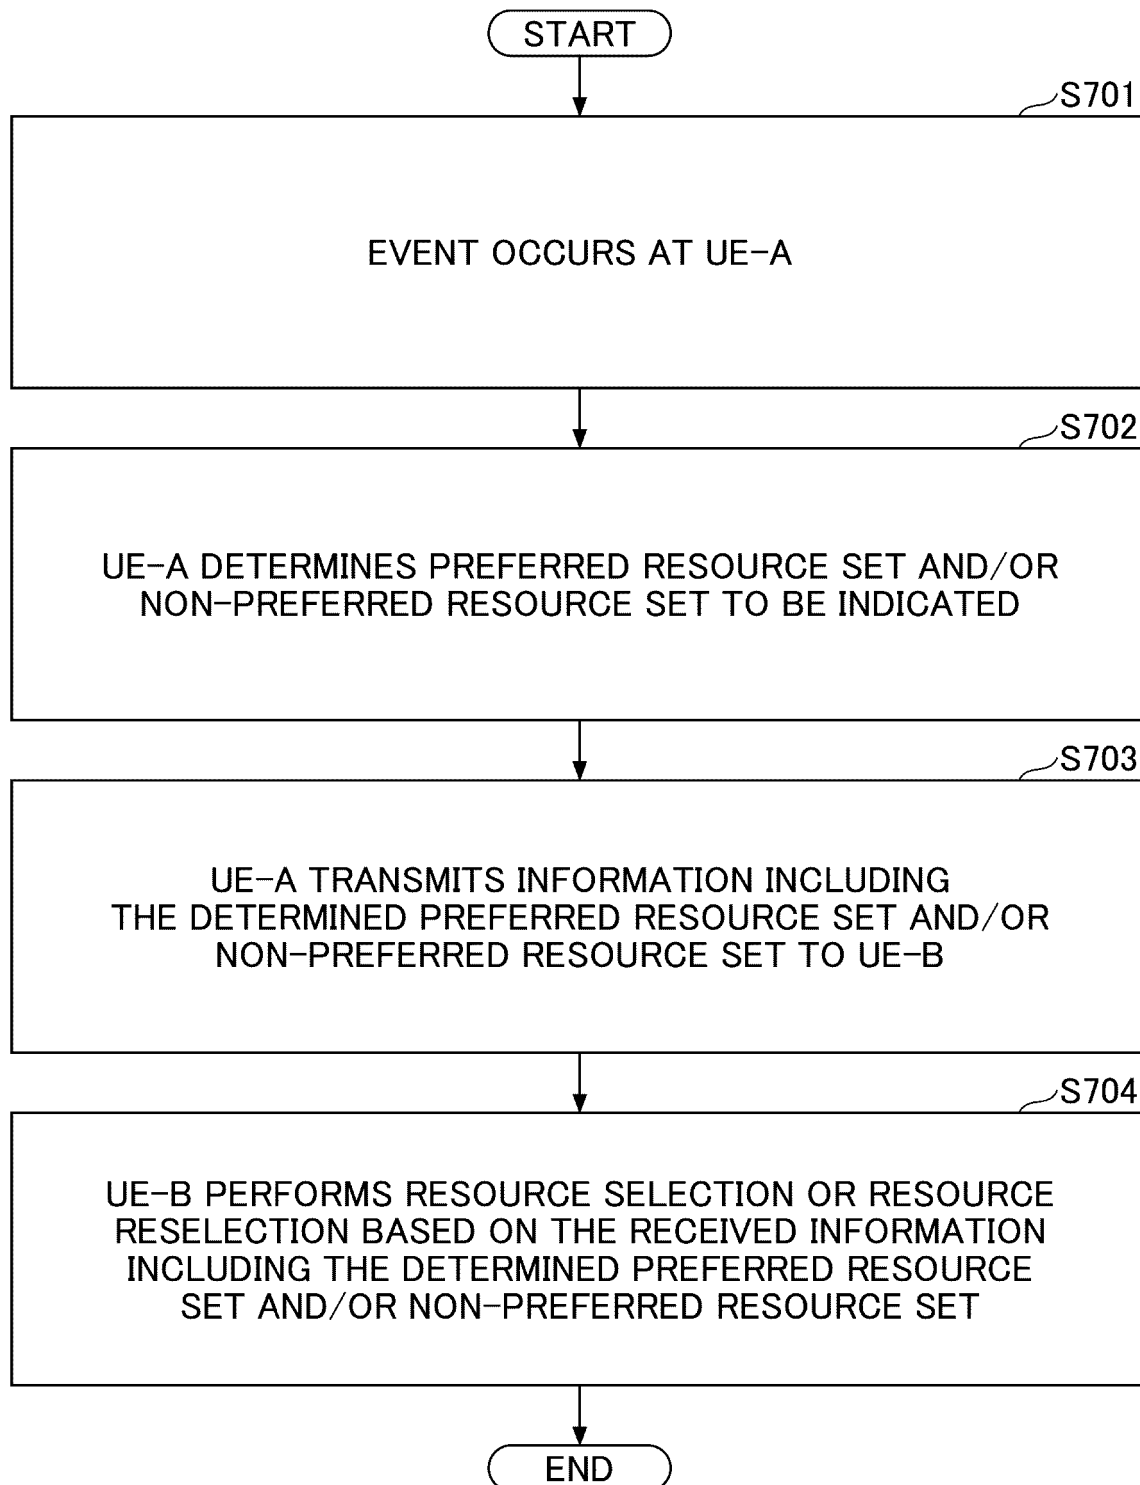 START
S701
EVENT OCCURS AT UE-A
S702
UE-A DETERMINES PREFERRED RESOURCE SET AND/OR
NON-PREFERRED RESOURCE SET TO BE INDICATED
S703
UE-A TRANSMITS INFORMATION INCLUDING
THE DETERMINED PREFERRED RESOURCE SET AND/OR
NON-PREFERRED RESOURCE SET TO UE-B
S704
UE-B PERFORMS RESOURCE SELECTION OR RESOURCE
RESELECTION BASED ON THE RECEIVED INFORMATION
INCLUDING THE DETERMINED PREFERRED RESOURCE
SET AND/OR NON-PREFERRED RESOURCE SET
END